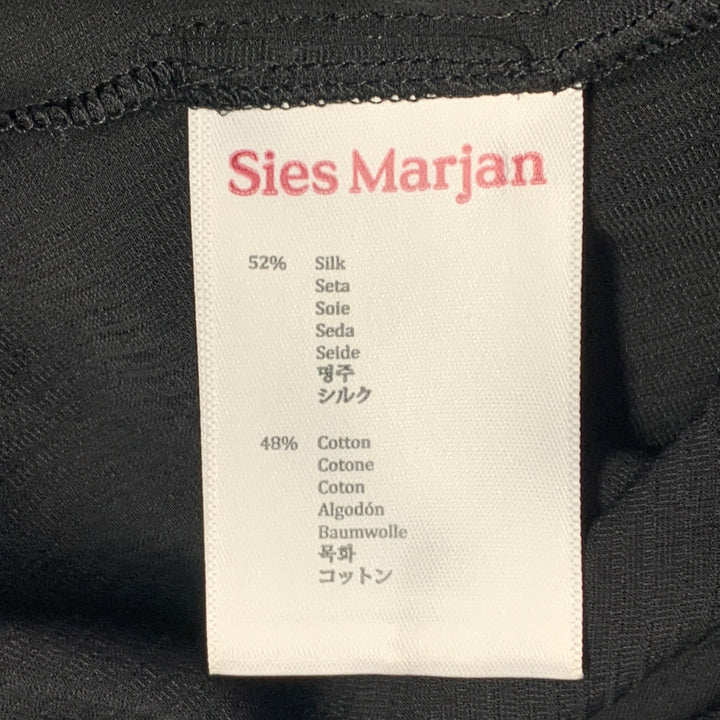 Sies Marjan
52% Silk
Seta
Soie
Seda
Seide
명주
シルク
48% Cotton
Cotone
Coton
Algodón
Baumwolle
목화
コットン